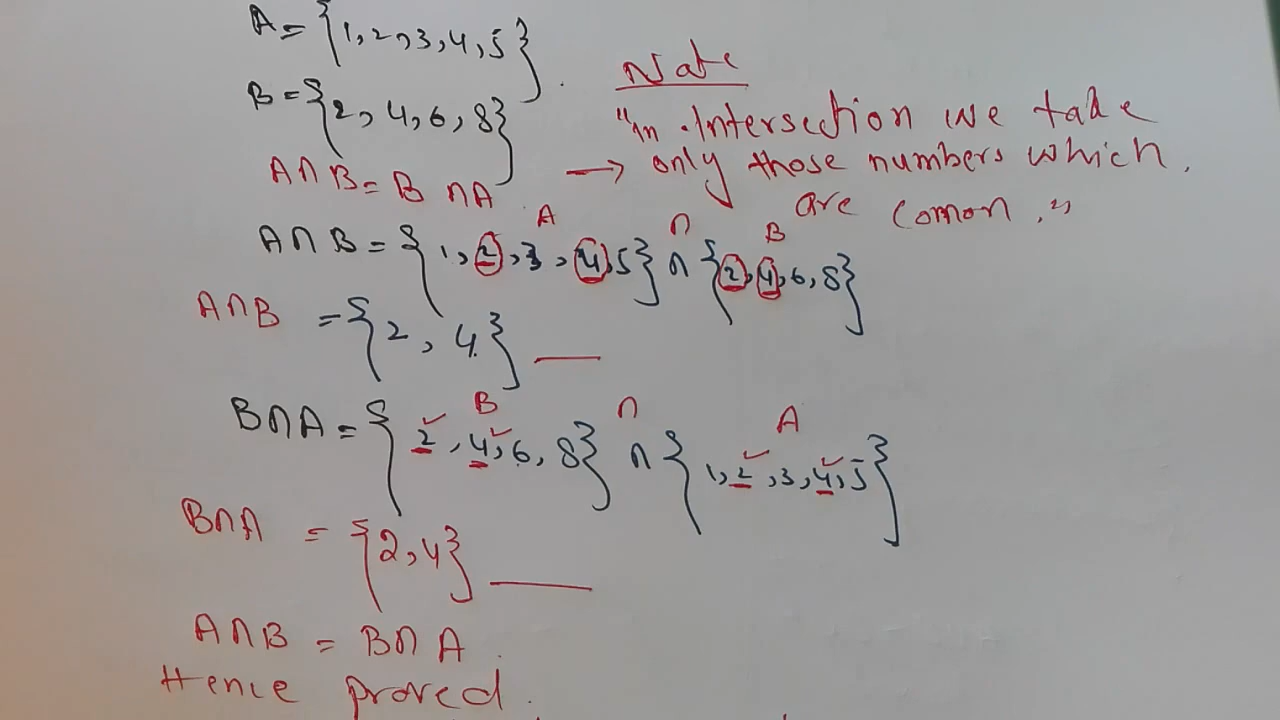 A = {1, 2, 3, 4, 5}
B = {2, 4, 6, 8}
A∩B = B∩A
Note
"in Intersection we take
→ only those numbers which
are comon."
A ∩ B
A∩B = {1, 2, 3, 4, 5} ∩ {2, 4, 6, 8}
A∩B = {2, 4}
B ∩ A
B∩A = {2, 4, 6, 8} ∩ {1, 2, 3, 4, 5}
B∩A = {2, 4}
A∩B = B∩A
Hence proved.